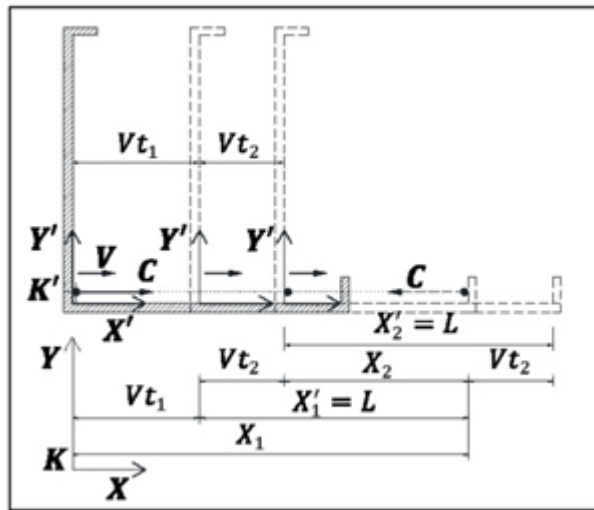 Vt₁ Vt₂
Y′ Y′ Y′
V
C C
K′
X′
X′₂ = L
Y
Vt₂ X₂ Vt₂
Vt₁ X′₁ = L
X₁
K
X